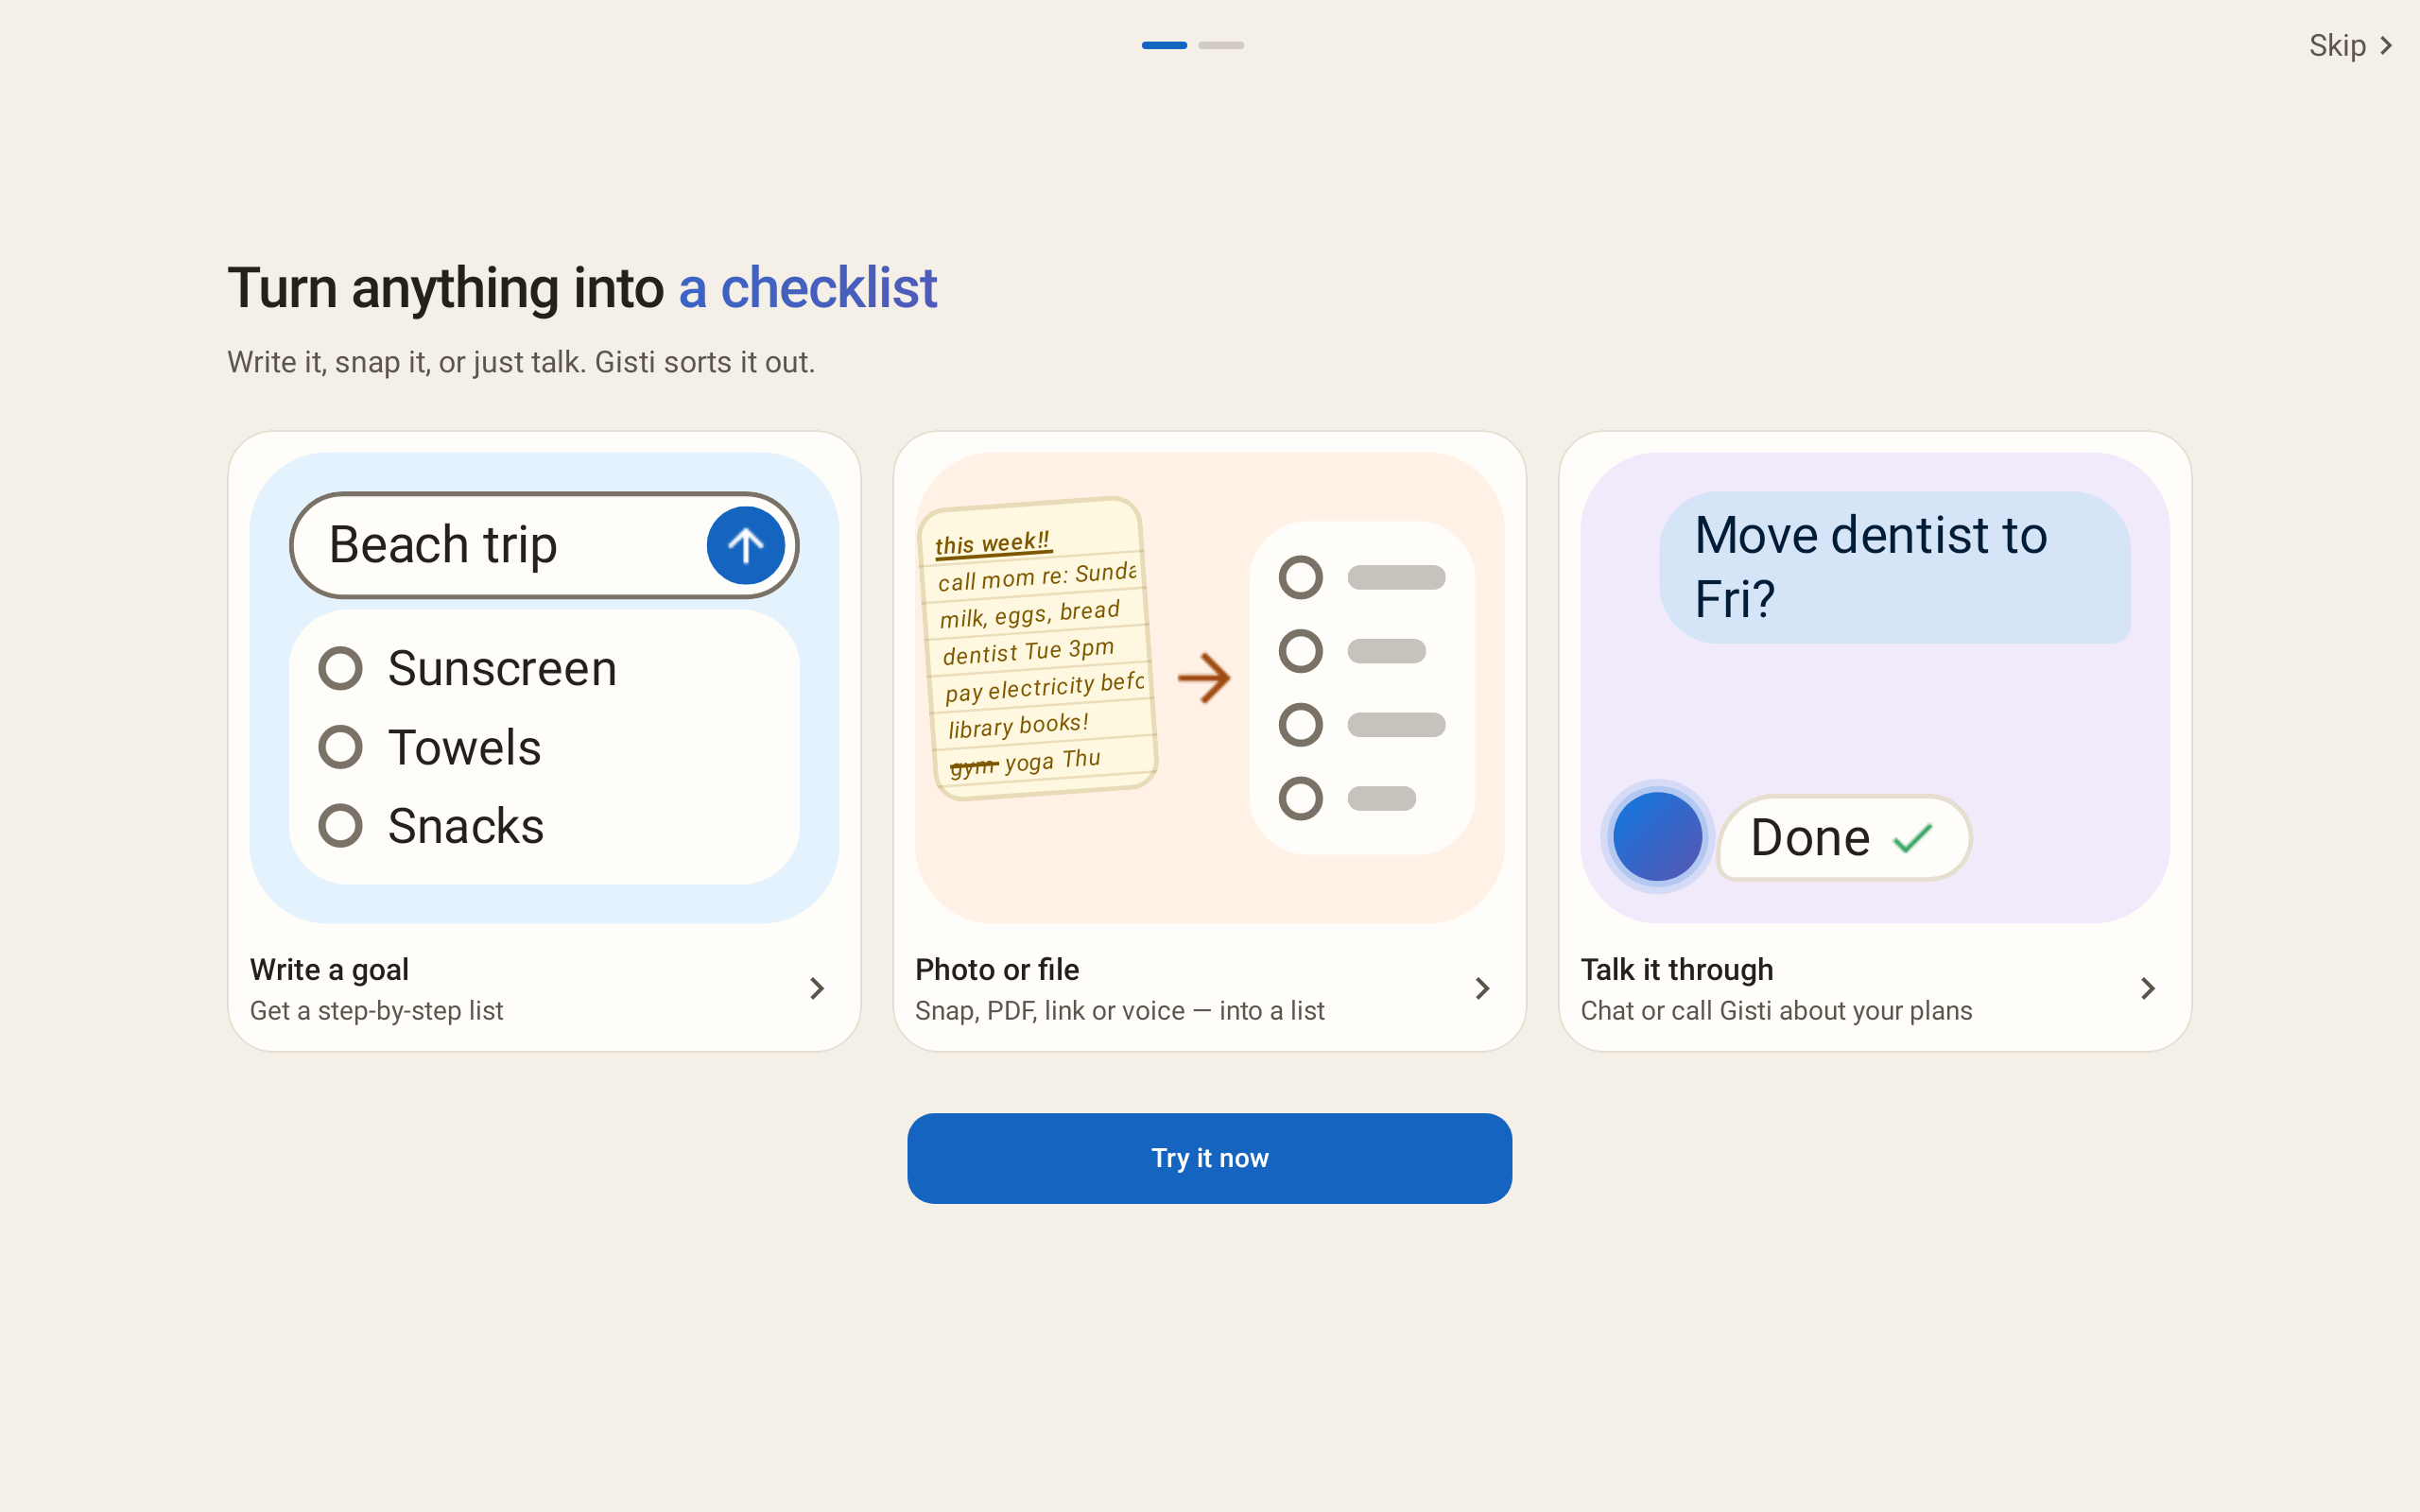 Skip
Turn anything into a checklist
Write it, snap it, or just talk. Gisti sorts it out.
Beach trip
Sunscreen
Towels
Snacks
Write a goal
Get a step-by-step list
this week!!
call mom re: Sunda
milk, eggs, bread
dentist Tue 3pm
pay electricity befo
library books!
gym yoga Thu
Photo or file
Snap, PDF, link or voice — into a list
Move dentist to
Fri?
Done
Talk it through
Chat or call Gisti about your plans
Try it now